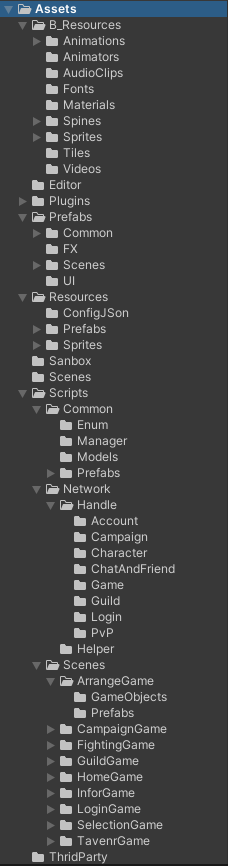 Assets
B_Resources
Animations
Animators
AudioClips
Fonts
Materials
Spines
Sprites
Tiles
Videos
Editor
Plugins
Prefabs
Common
FX
Scenes
UI
Resources
ConfigJSon
Prefabs
Sprites
Sanbox
Scenes
Scripts
Common
Enum
Manager
Models
Prefabs
Network
Handle
Account
Campaign
Character
ChatAndFriend
Game
Guild
Login
PvP
Helper
Scenes
ArrangeGame
GameObjects
Prefabs
CampaignGame
FightingGame
GuildGame
HomeGame
InforGame
LoginGame
SelectionGame
TavenrGame
ThridParty